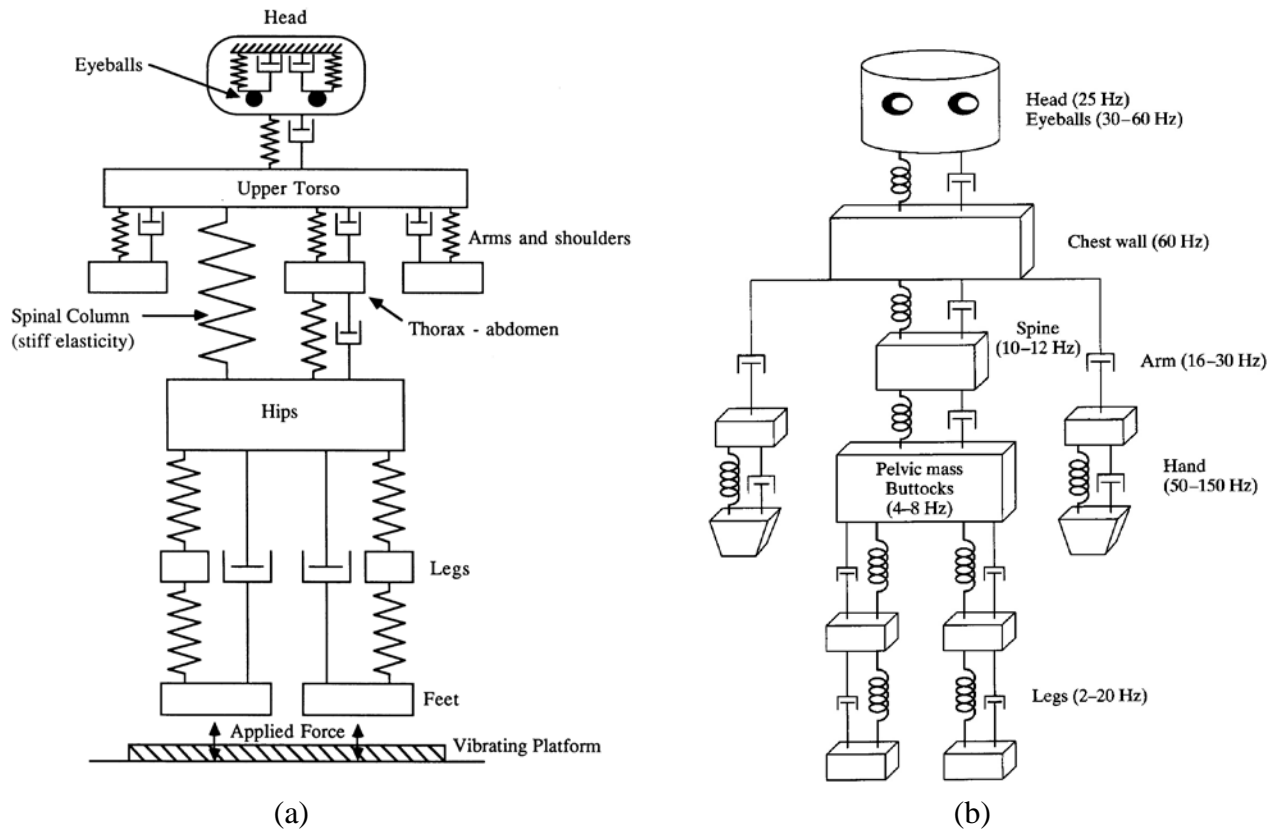 Head
Eyeballs
Upper Torso
Arms and shoulders
Spinal Column
(stiff elasticity)
Thorax - abdomen
Hips
Legs
Feet
Applied Force
Vibrating Platform
(a)
Head (25 Hz)
Eyeballs (30–60 Hz)
Chest wall (60 Hz)
Spine
(10–12 Hz)
Arm (16–30 Hz)
Pelvic mass
Buttocks
(4–8 Hz)
Hand
(50–150 Hz)
Legs (2–20 Hz)
(b)